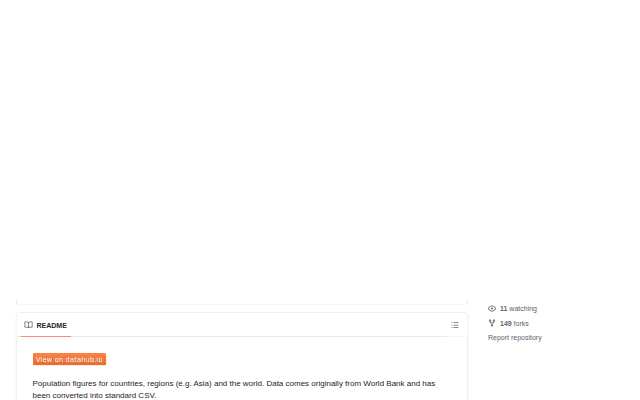 11 watching
149 forks
Report repository
README
View on datahub.io
Population figures for countries, regions (e.g. Asia) and the world. Data comes originally from World Bank and has
been converted into standard CSV.